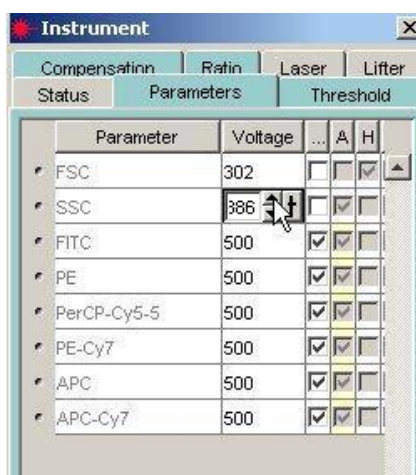 Instrument
Compensation Ratio Laser Lifter
Status Parameters Threshold
Parameter Voltage ... A H
FSC 302
SSC 386
FITC 500
PE 500
PerCP-Cy5-5 500
PE-Cy7 500
APC 500
APC-Cy7 500